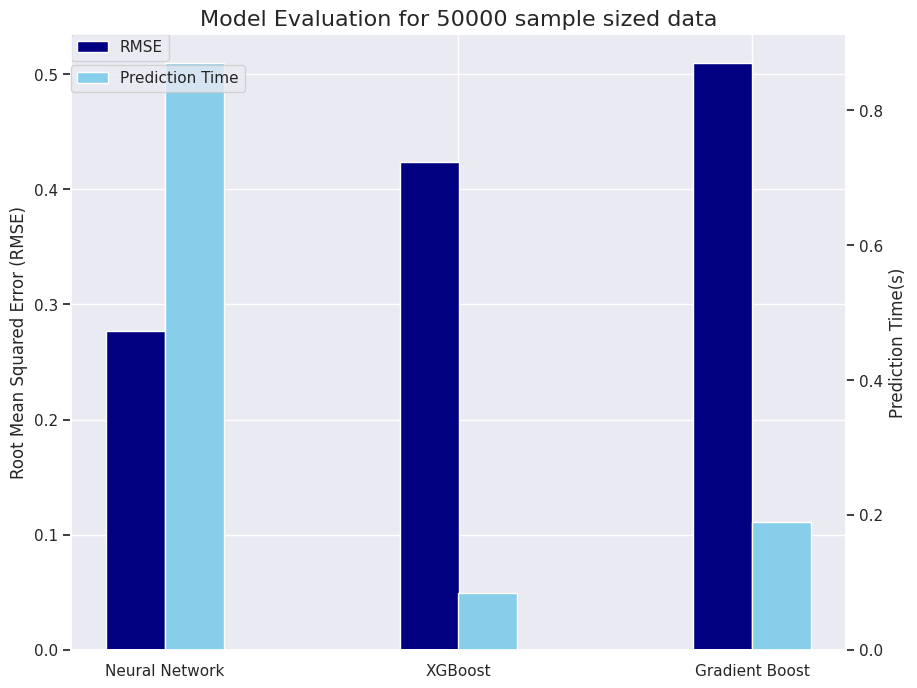 Model Evaluation for 50000 sample sized data
RMSE
Prediction Time
Root Mean Squared Error (RMSE)
0.5
0.4
0.3
0.2
0.1
0.0
Prediction Time(s)
0.8
0.6
0.4
0.2
0.0
Neural Network
XGBoost
Gradient Boost